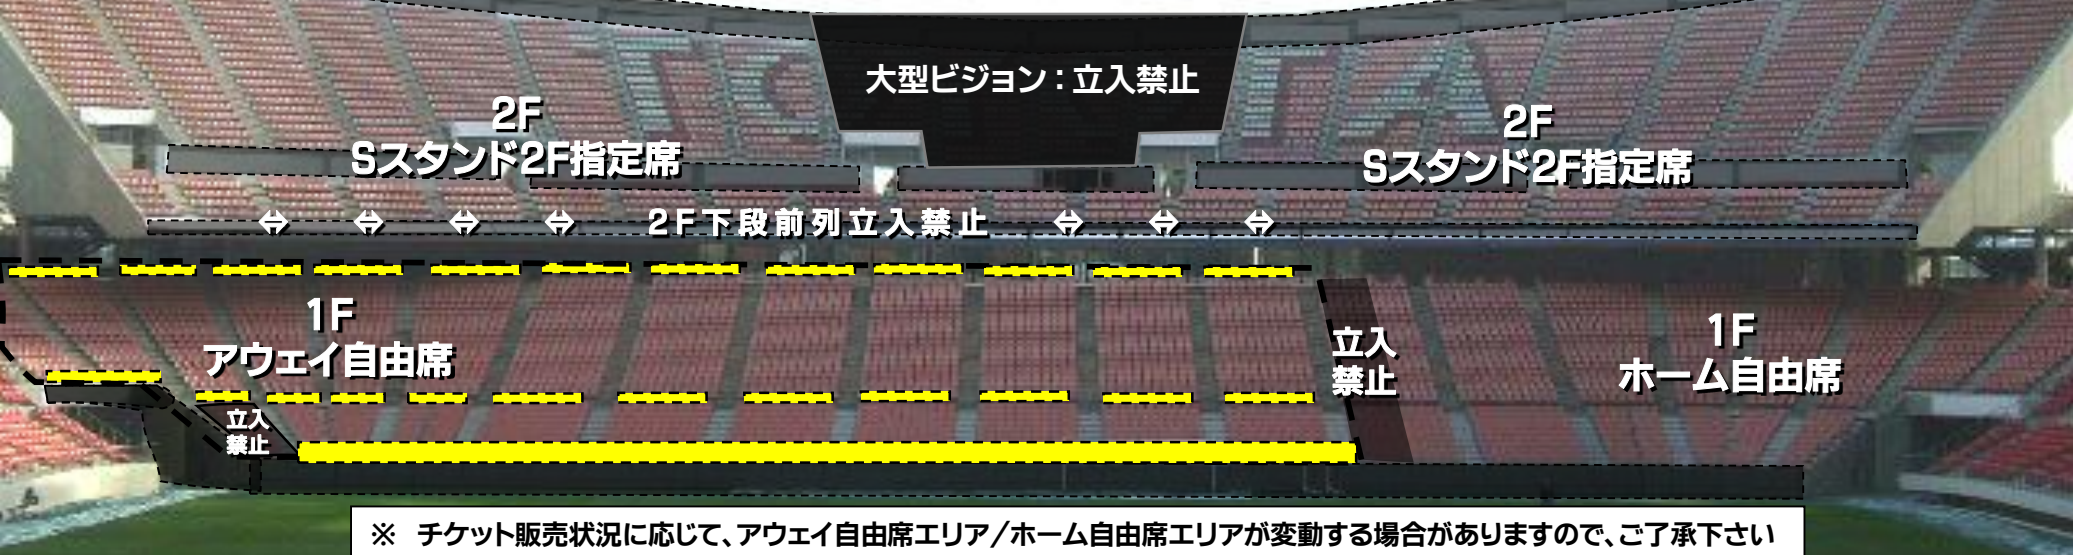 大型ビジョン：立入禁止
2F
Sスタンド2F指定席
2F
Sスタンド2F指定席
⇔ ⇔ ⇔ ⇔ 2F下段前列立入禁止 ⇔ ⇔ ⇔
1F
アウェイ自由席
立入
禁止
1F
ホーム自由席
立入
禁止
※ チケット販売状況に応じて、アウェイ自由席エリア/ホーム自由席エリアが変動する場合がありますので、ご了承下さい